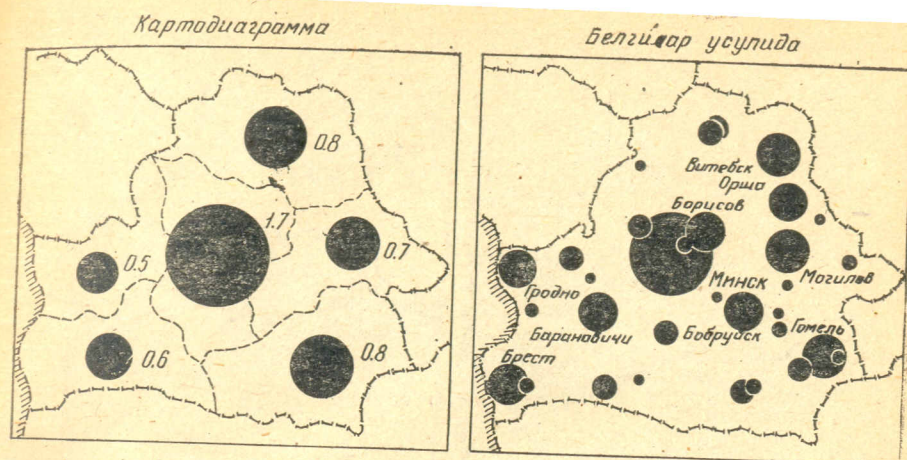 Картодиаграмма
Белгилар усулида
0.8
1.7
0.7
0.5
0.6
0.8
Витебск
Орша
Борисов
Минск
Могилев
Гродно
Барановичи
Бобруйск
Гомель
Брест